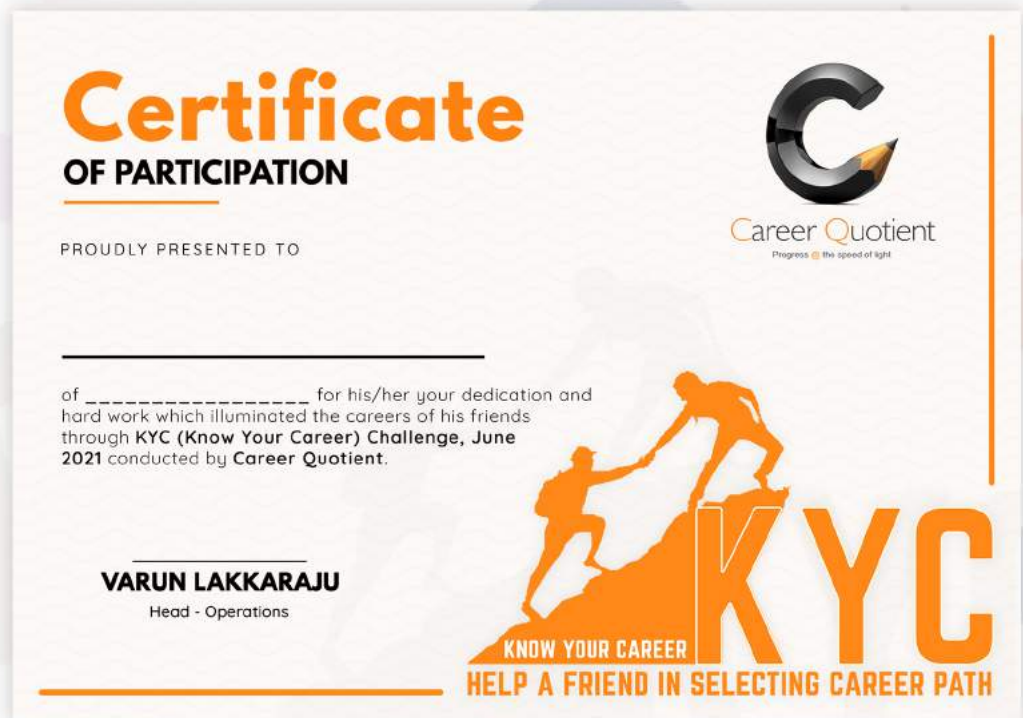 Certificate
OF PARTICIPATION
Career Quotient
Progress @ the speed of light
PROUDLY PRESENTED TO
of _________________ for his/her your dedication and
hard work which illuminated the careers of his friends
through KYC (Know Your Career) Challenge, June
2021 conducted by Career Quotient.
VARUN LAKKARAJU
Head - Operations
KYC
KNOW YOUR CAREER
HELP A FRIEND IN SELECTING CAREER PATH